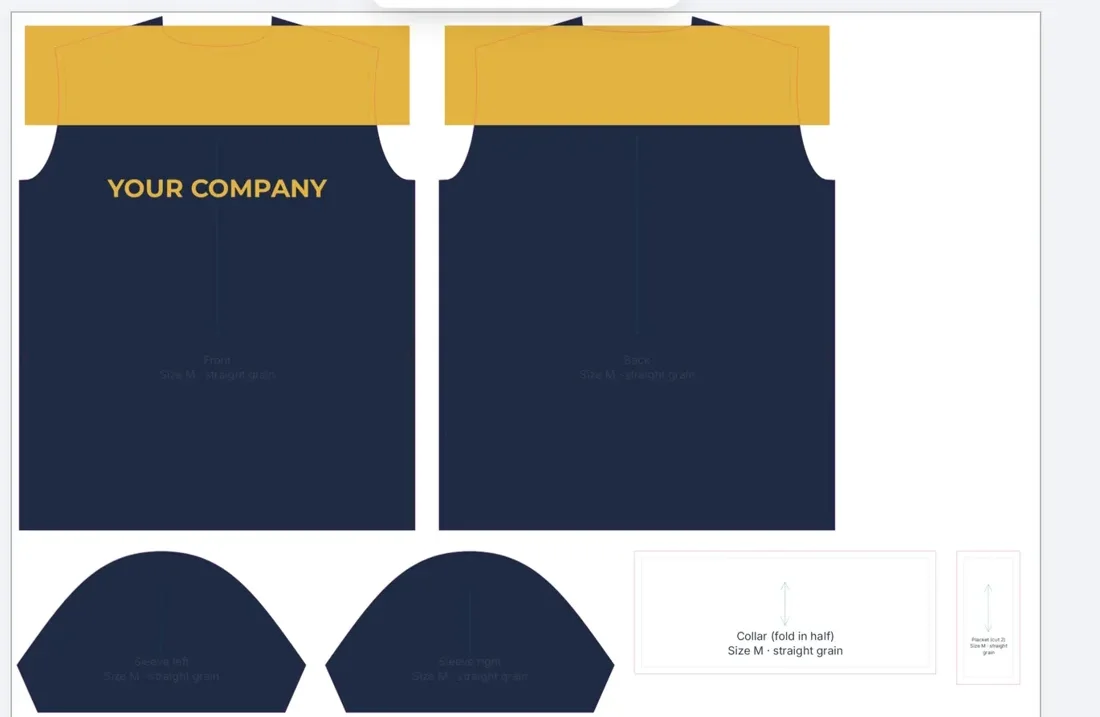 YOUR COMPANY
Front
Size M · straight grain
Back
Size M · straight grain
Sleeve left
Size M · straight grain
Sleeve right
Size M · straight grain
Collar (fold in half)
Size M · straight grain
Placket (cut 2)
Size M · straight
grain